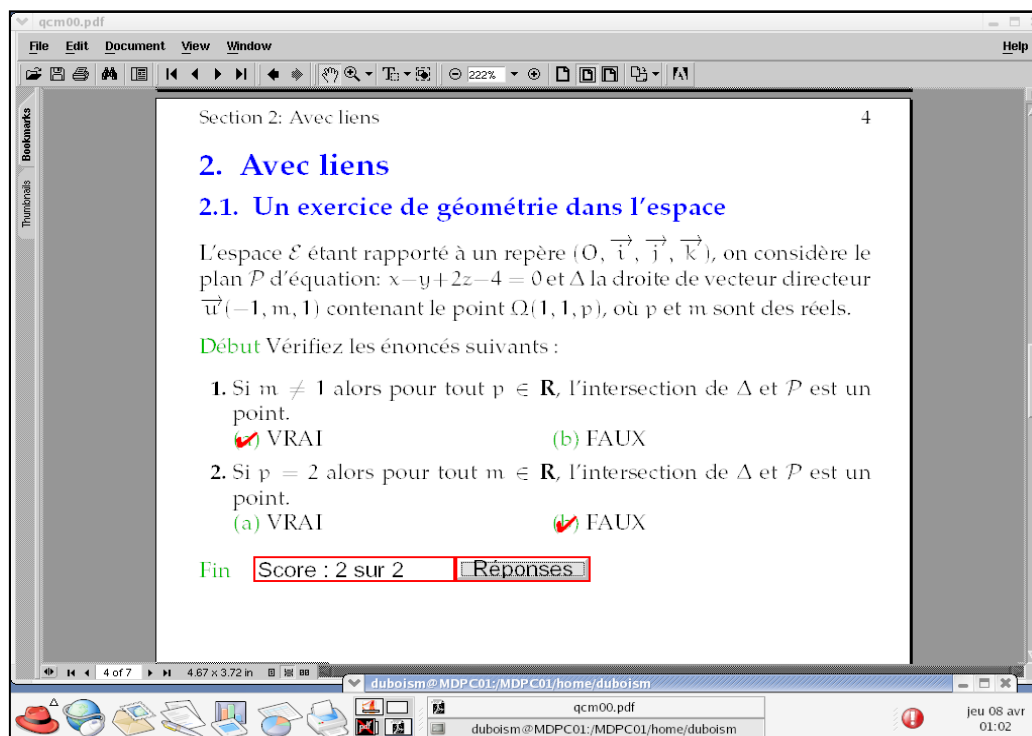 qcm00.pdf
File Edit Document View Window Help
222%
Bookmarks
Thumbnails
Section 2: Avec liens 4
2. Avec liens
2.1. Un exercice de géométrie dans l'espace
L'espace ℰ étant rapporté à un repère (O, i⃗, j⃗, k⃗), on considère le
plan 𝒫 d'équation: x−y+2z−4 = 0 et Δ la droite de vecteur directeur
u⃗(−1, m, 1) contenant le point Ω(1, 1, p), où p et m sont des réels.
Début Vérifiez les énoncés suivants :
1. Si m ≠ 1 alors pour tout p ∈ R, l'intersection de Δ et 𝒫 est un
point.
(a) VRAI (b) FAUX
2. Si p = 2 alors pour tout m ∈ R, l'intersection de Δ et 𝒫 est un
point.
(a) VRAI (b) FAUX
Fin Score : 2 sur 2 Réponses
4 of 7 4.67 x 3.72 in
duboism@MDPC01:/MDPC01/home/duboism
qcm00.pdf
duboism@MDPC01:/MDPC01/home/duboism
jeu 08 avr
01:02